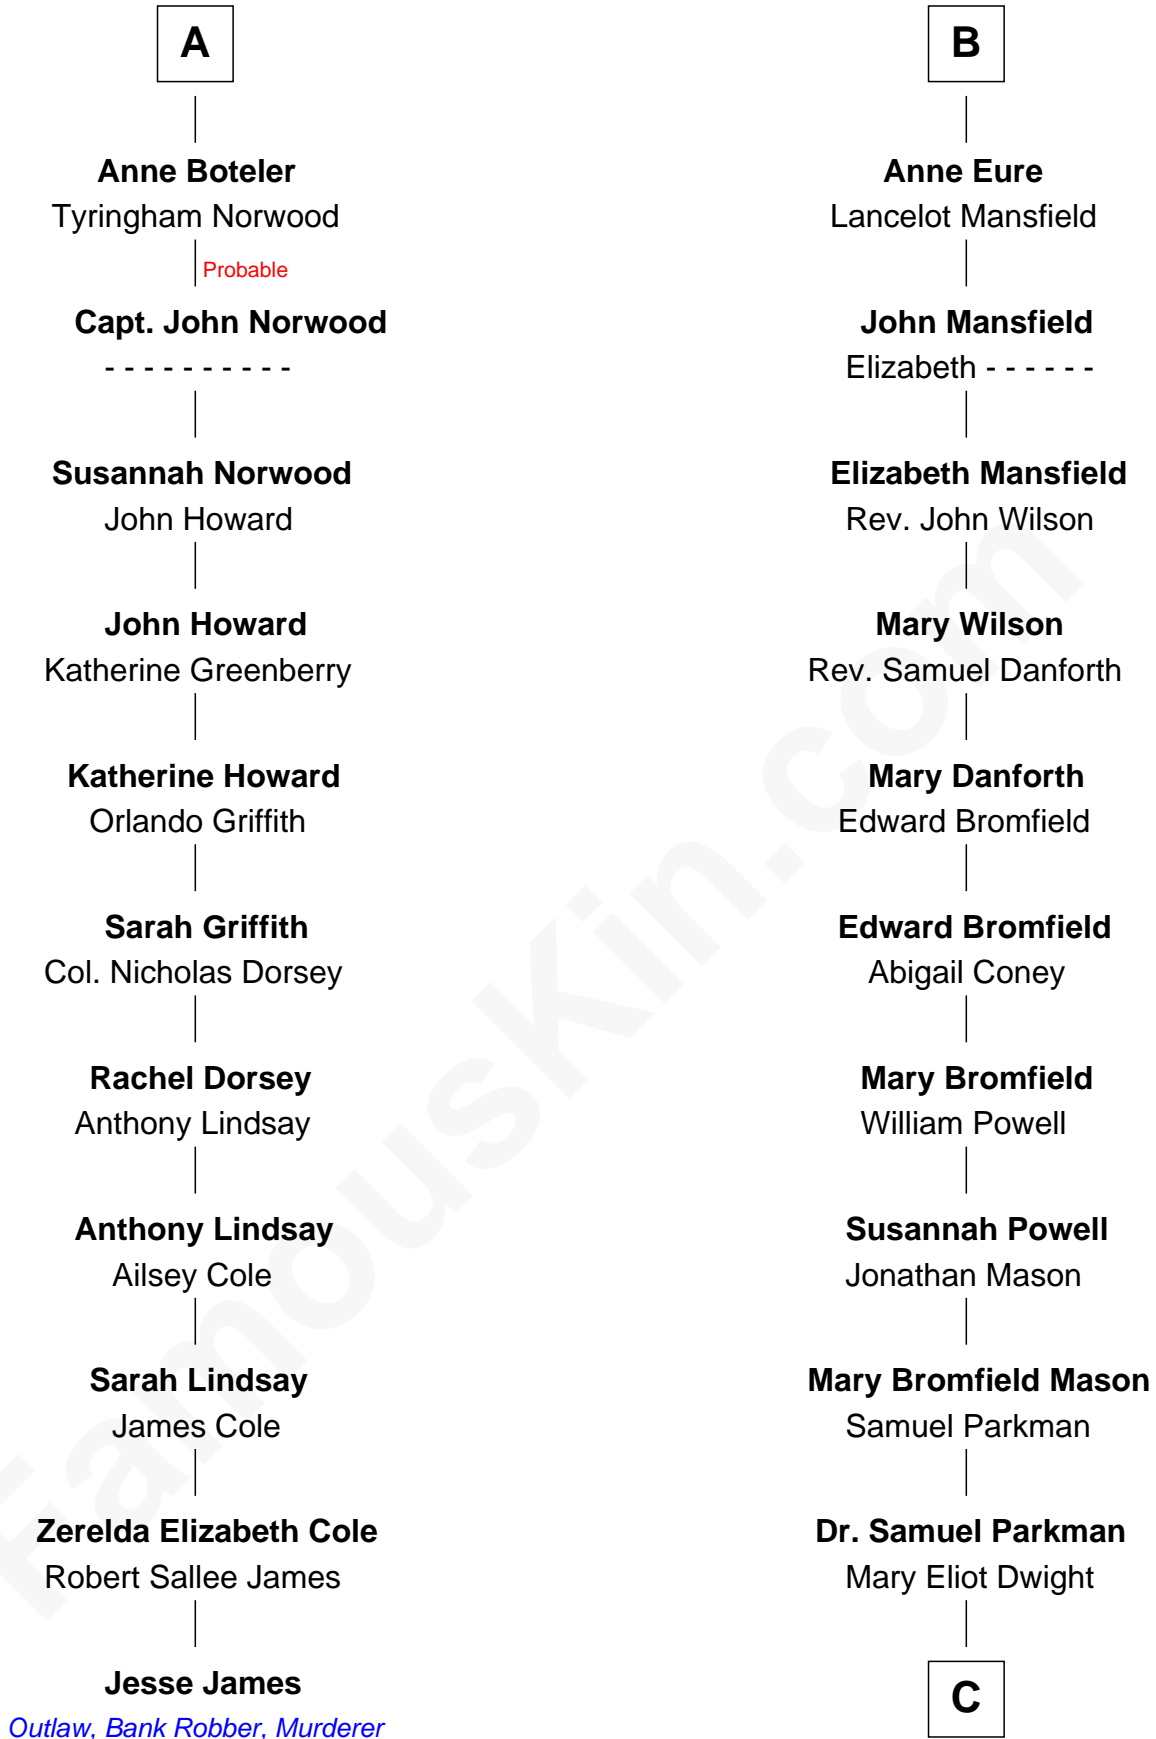 A
Anne Boteler
Tyringham Norwood
Probable
Capt. John Norwood
- - - - - - - - - -
Susannah Norwood
John Howard
John Howard
Katherine Greenberry
Katherine Howard
Orlando Griffith
Sarah Griffith
Col. Nicholas Dorsey
Rachel Dorsey
Anthony Lindsay
Anthony Lindsay
Ailsey Cole
Sarah Lindsay
James Cole
Zerelda Elizabeth Cole
Robert Sallee James
Jesse James
Outlaw, Bank Robber, Murderer
B
Anne Eure
Lancelot Mansfield
John Mansfield
Elizabeth - - - - - -
Elizabeth Mansfield
Rev. John Wilson
Mary Wilson
Rev. Samuel Danforth
Mary Danforth
Edward Bromfield
Edward Bromfield
Abigail Coney
Mary Bromfield
William Powell
Susannah Powell
Jonathan Mason
Mary Bromfield Mason
Samuel Parkman
Dr. Samuel Parkman
Mary Eliot Dwight
C
FamousKin.com